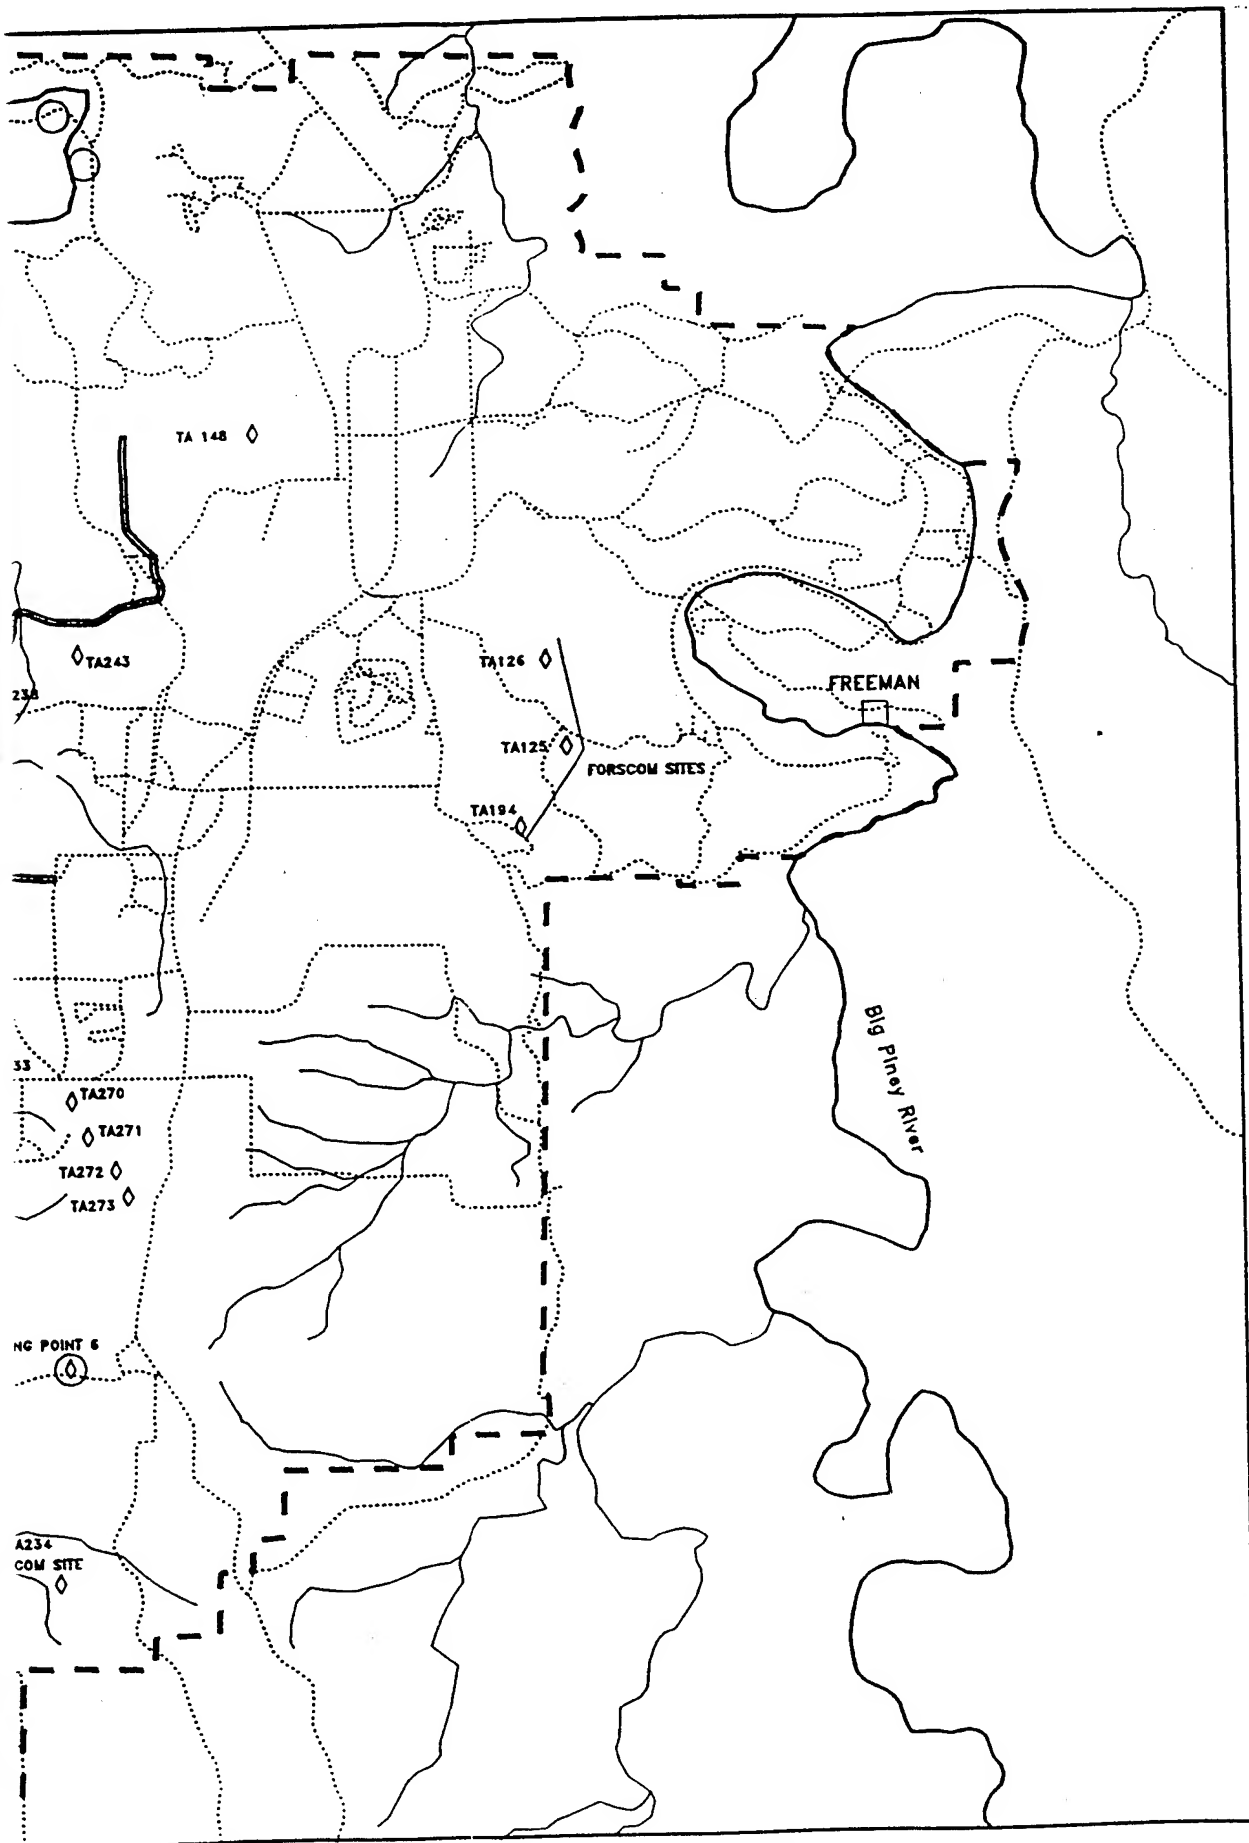 TA 148
TA243
238
TA126
FREEMAN
TA125
FORSCOM SITES
TA194
Big Piney River
33
TA270
TA271
TA272
TA273
NG POINT 6
A234
COM SITE